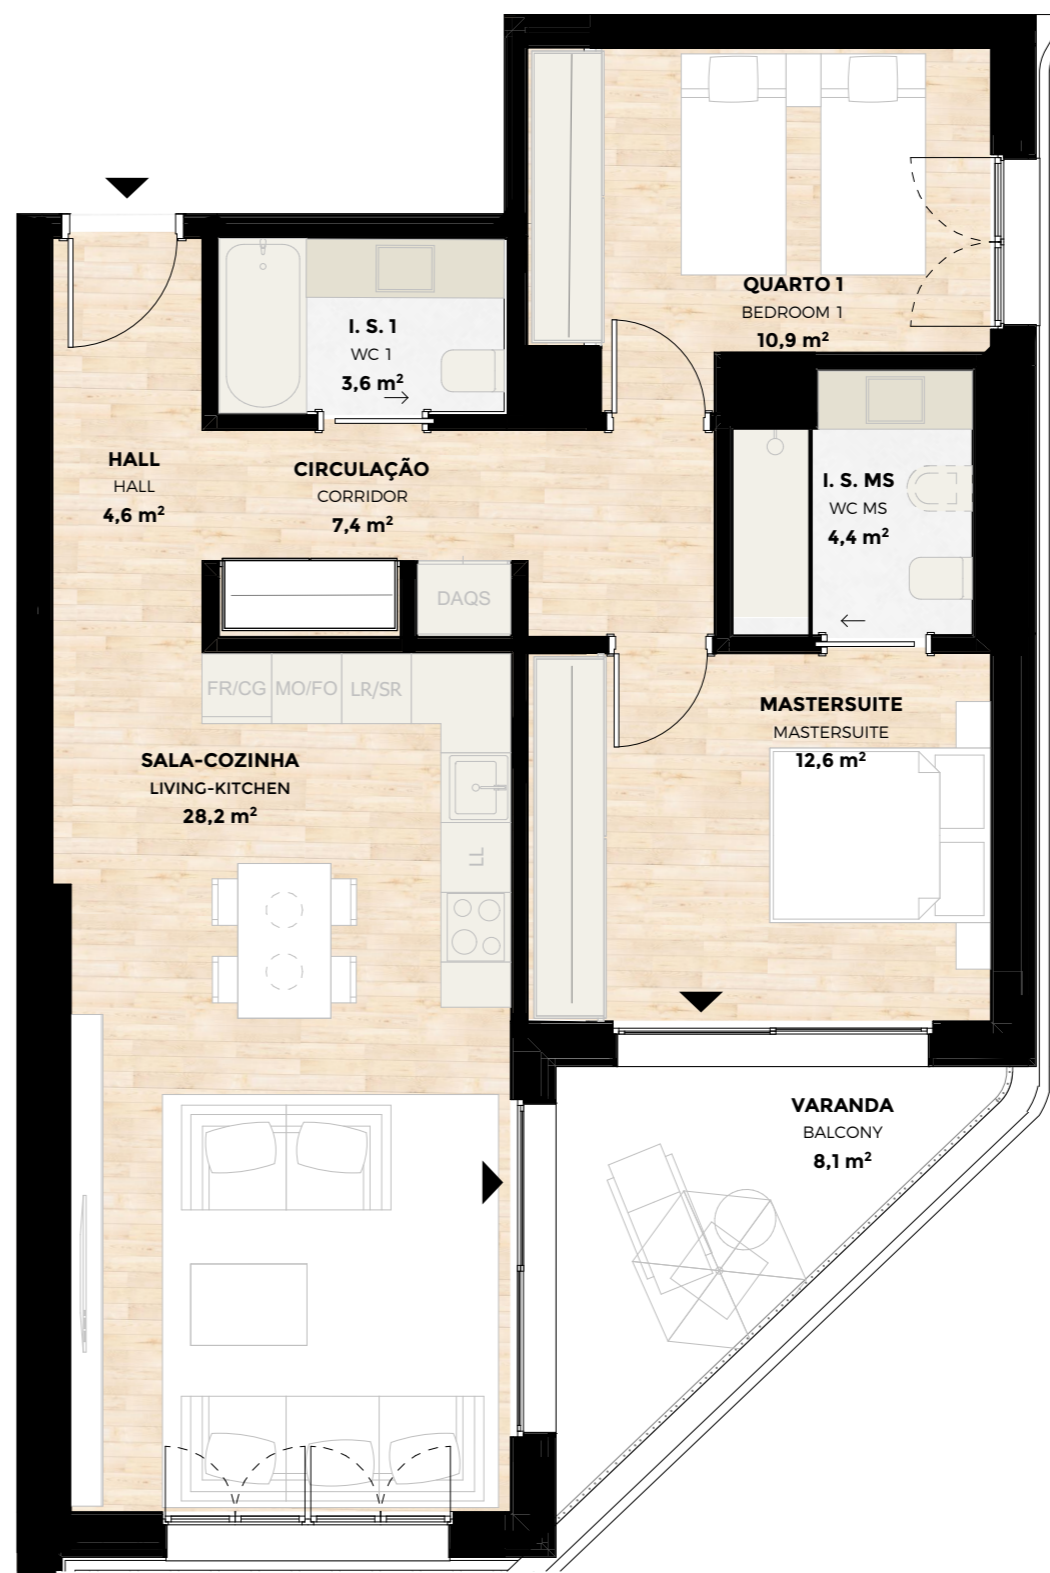 QUARTO 1
BEDROOM 1
10,9 m²
I. S. 1
WC 1
3,6 m²
HALL
HALL
4,6 m²
CIRCULAÇÃO
CORRIDOR
7,4 m²
I. S. MS
WC MS
4,4 m²
DAQS
FR/CG
MO/FO
LR/SR
MASTERSUITE
MASTERSUITE
12,6 m²
SALA-COZINHA
LIVING-KITCHEN
28,2 m²
LL
VARANDA
BALCONY
8,1 m²